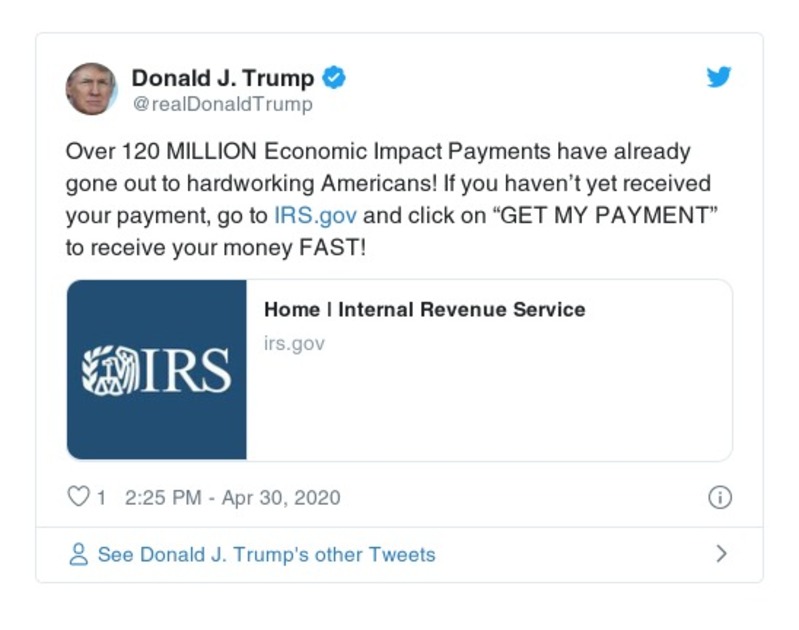 Donald J. Trump
@realDonaldTrump
Over 120 MILLION Economic Impact Payments have already
gone out to hardworking Americans! If you haven’t yet received
your payment, go to IRS.gov and click on “GET MY PAYMENT”
to receive your money FAST!
IRS
Home | Internal Revenue Service
irs.gov
1 2:25 PM - Apr 30, 2020
See Donald J. Trump's other Tweets